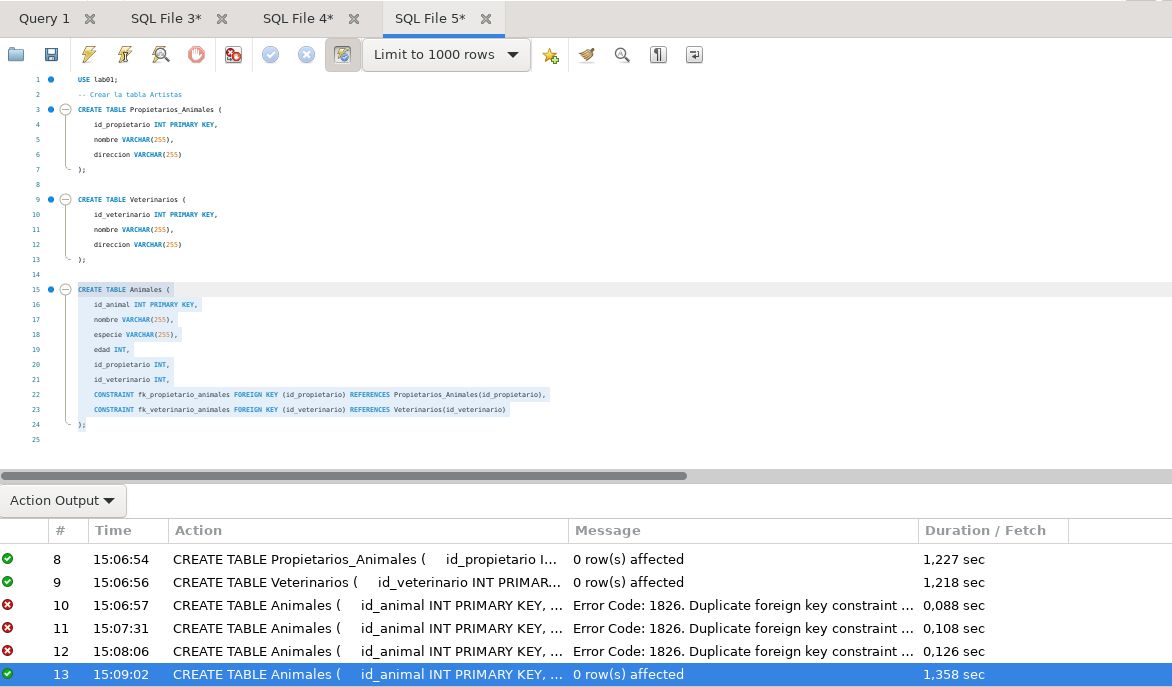 Query 1 SQL File 3* SQL File 4* SQL File 5*
Limit to 1000 rows
1 USE lab01;
2 -- Crear la tabla Artistas
3 CREATE TABLE Propietarios_Animales (
4 id_propietario INT PRIMARY KEY,
5 nombre VARCHAR(255),
6 direccion VARCHAR(255)
7 );
8
9 CREATE TABLE Veterinarios (
10 id_veterinario INT PRIMARY KEY,
11 nombre VARCHAR(255),
12 direccion VARCHAR(255)
13 );
14
15 CREATE TABLE Animales (
16 id_animal INT PRIMARY KEY,
17 nombre VARCHAR(255),
18 especie VARCHAR(255),
19 edad INT,
20 id_propietario INT,
21 id_veterinario INT,
22 CONSTRAINT fk_propietario_animales FOREIGN KEY (id_propietario) REFERENCES Propietarios_Animales(id_propietario),
23 CONSTRAINT fk_veterinario_animales FOREIGN KEY (id_veterinario) REFERENCES Veterinarios(id_veterinario)
24 );
25
Action Output
# Time Action Message Duration / Fetch
8 15:06:54 CREATE TABLE Propietarios_Animales ( id_propietario I... 0 row(s) affected 1,227 sec
9 15:06:56 CREATE TABLE Veterinarios ( id_veterinario INT PRIMAR... 0 row(s) affected 1,218 sec
10 15:06:57 CREATE TABLE Animales ( id_animal INT PRIMARY KEY, ... Error Code: 1826. Duplicate foreign key constraint ... 0,088 sec
11 15:07:31 CREATE TABLE Animales ( id_animal INT PRIMARY KEY, ... Error Code: 1826. Duplicate foreign key constraint ... 0,108 sec
12 15:08:06 CREATE TABLE Animales ( id_animal INT PRIMARY KEY, ... Error Code: 1826. Duplicate foreign key constraint ... 0,126 sec
13 15:09:02 CREATE TABLE Animales ( id_animal INT PRIMARY KEY, ... 0 row(s) affected 1,358 sec